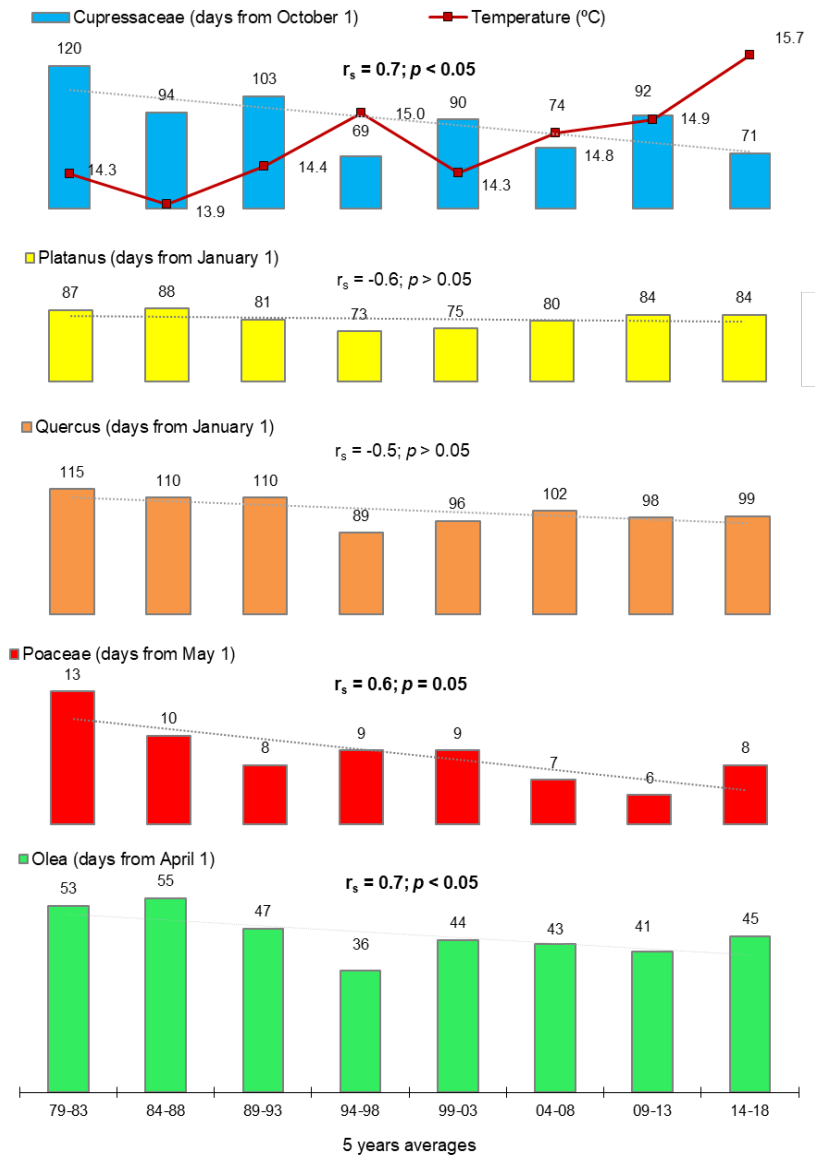 Cupressaceae (days from October 1) Temperature (ºC)
120 94 103 69 90 74 92 71
rs = 0.7; p < 0.05
14.3 13.9 14.4 15.0 14.3 14.8 14.9 15.7
Platanus (days from January 1)
rs = -0.6; p > 0.05
87 88 81 73 75 80 84 84
Quercus (days from January 1)
rs = -0.5; p > 0.05
115 110 110 89 96 102 98 99
Poaceae (days from May 1)
rs = 0.6; p = 0.05
13 10 8 9 9 7 6 8
Olea (days from April 1)
rs = 0.7; p < 0.05
53 55 47 36 44 43 41 45
79-83 84-88 89-93 94-98 99-03 04-08 09-13 14-18
5 years averages